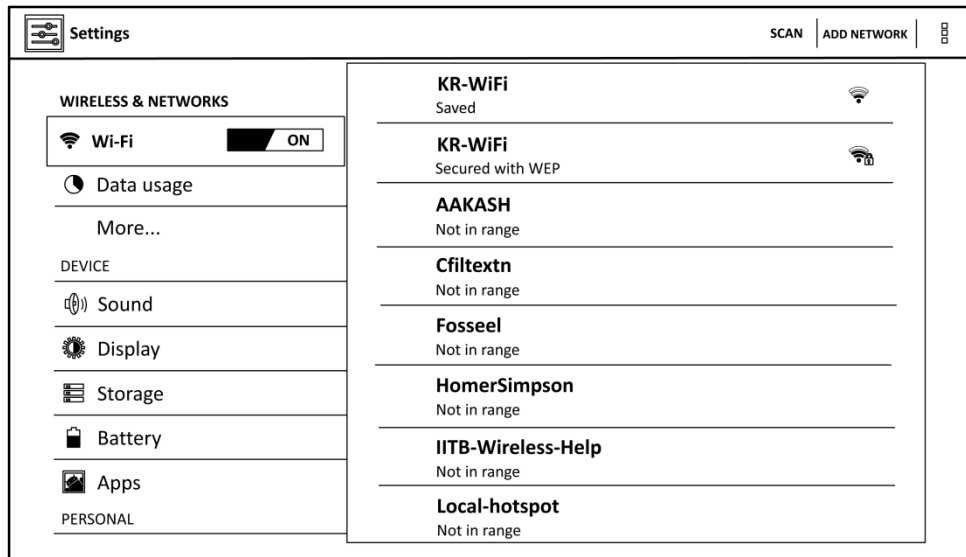 Settings
SCAN
ADD NETWORK
WIRELESS & NETWORKS
Wi-Fi
ON
Data usage
More...
DEVICE
Sound
Display
Storage
Battery
Apps
PERSONAL
KR-WiFi
Saved
KR-WiFi
Secured with WEP
AAKASH
Not in range
Cfiltextn
Not in range
Fosseel
Not in range
HomerSimpson
Not in range
IITB-Wireless-Help
Not in range
Local-hotspot
Not in range